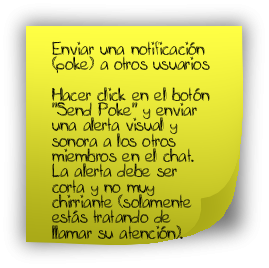 Enviar una notificación
(poke) a otros usuarios

Hacer click en el botón
"Send Poke" y enviar
una alerta visual y
sonora a los otros
miembros en el chat.
La alerta debe ser
corta y no muy
chirriante (solamente
estás tratando de
llamar su atención).